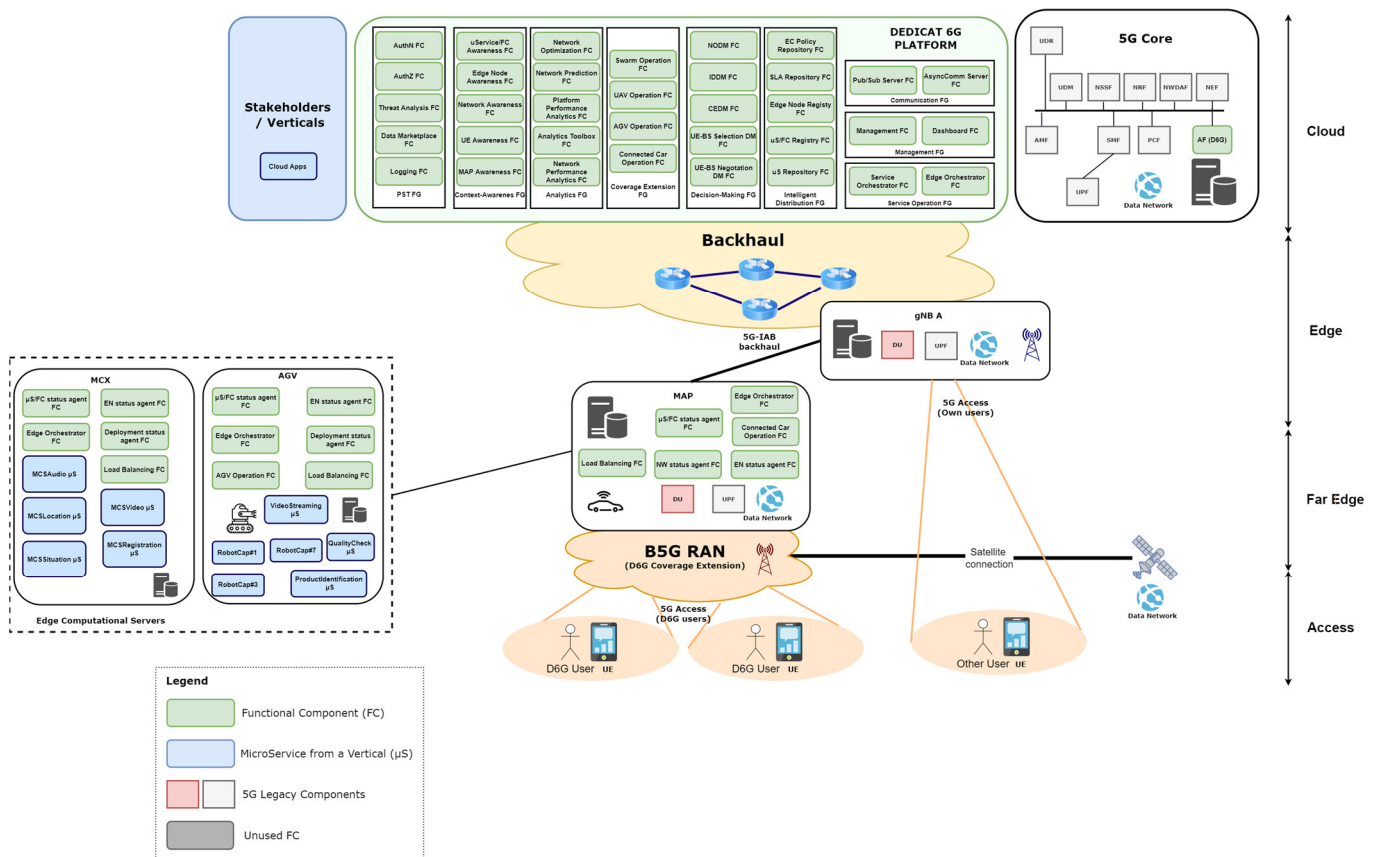 Stakeholders
/ Verticals
Cloud Apps
AuthN FC
AuthZ FC
Threat Analysis FC
Data Marketplace
FC
Logging FC
PST FG
uService/FC
Awareness FC
Edge Node
Awareness FC
Network Awareness
FC
UE Awareness FC
MAP Awareness FC
Context-Awarenes FG
Network
Optimization FC
Network Prediction
FC
Platform
Performance
Analytics FC
Analytics Toolbox
FC
Network
Performance
Analytics FC
Analytics FG
Swarm Operation
FC
UAV Operation FC
AGV Operation FC
Connected Car
Operation FC
Coverage Extension
FG
NODM FC
IDDM FC
CEDM FC
UE-BS Selection DM
FC
UE-BS Negotation
DM FC
Decision-Making FG
EC Policy
Repository FC
SLA Repository FC
Edge Node Registy
FC
uS/FC Registry FC
uS Repository FC
Intelligent
Distribution FG
DEDICAT 6G
PLATFORM
Pub/Sub Server FC
AsyncComm Server
FC
Communication FG
Management FC
Dashboard FC
Management FG
Service
Orchestrator FC
Edge Orchestrator
FC
Service Operation FG
5G Core
UDR
UDM
NSSF
NRF
NWDAF
NEF
AMF
SMF
PCF
AF (D6G)
UPF
Data Network
Cloud
Backhaul
5G-IAB
backhaul
gNB A
DU
UPF
Data Network
Edge
5G Access
(Own users)
MAP
Edge Orchestrator
FC
µS/FC status agent
FC
Connected Car
Operation FC
Load Balancing FC
NW status agent FC
EN status agent FC
DU
UPF
Data Network
Far Edge
MCX
µS/FC status agent
FC
EN status agent FC
Edge Orchestrator
FC
Deployment status
agent FC
MCSAudio µS
Load Balancing FC
MCSLocation µS
MCSVideo µS
MCSSituation µS
MCSRegistration
µS
AGV
µS/FC status agent
FC
EN status agent
FC
Edge Orchestrator
FC
Deployment status
agent FC
AGV Operation FC
Load Balancing FC
VideoStreaming
µS
RobotCap#1
RobotCap#7
QualityCheck
µS
RobotCap#3
ProductIdentification
µS
Edge Computational Servers
B5G RAN
(D6G Coverage Extension)
Satellite
connection
Data Network
5G Access
(D6G users)
D6G User UE
D6G User UE
Other User UE
Access
Legend
Functional Component (FC)
MicroService from a Vertical (µS)
5G Legacy Components
Unused FC